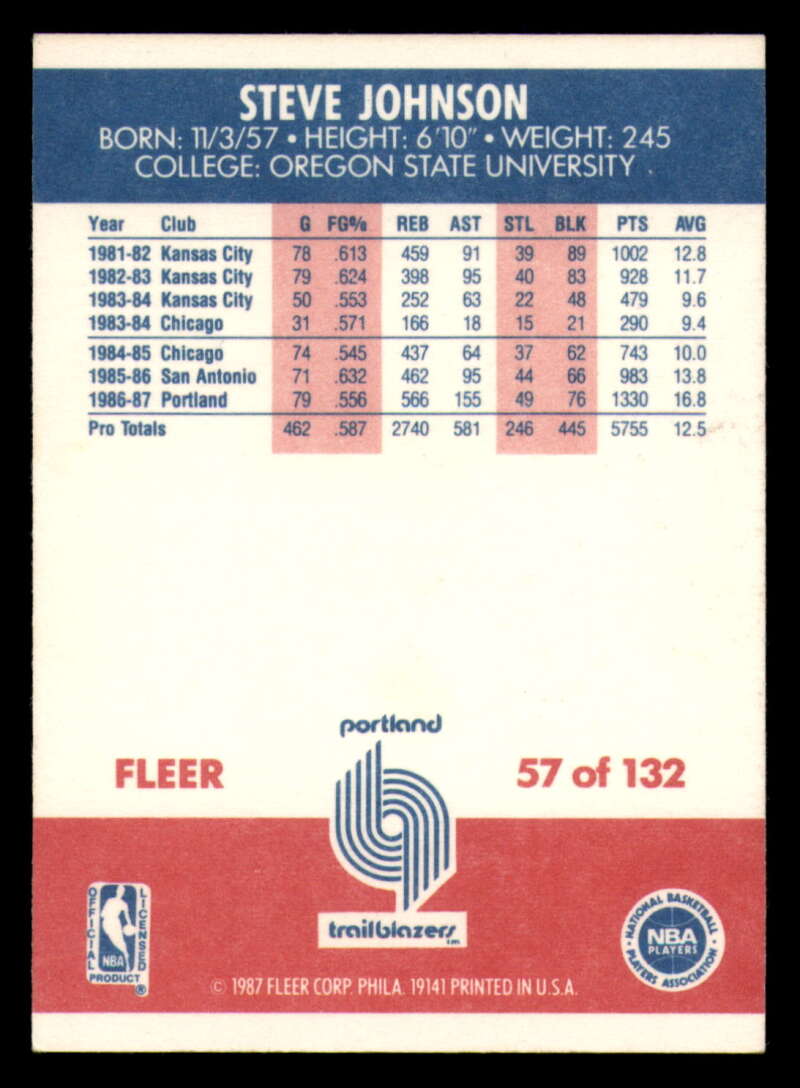 STEVE JOHNSON
BORN: 11/3/57 • HEIGHT: 6'10" • WEIGHT: 245
COLLEGE: OREGON STATE UNIVERSITY
Year Club G FG% REB AST STL BLK PTS AVG
1981-82 Kansas City 78 .613 459 91 39 89 1002 12.8
1982-83 Kansas City 79 .624 398 95 40 83 928 11.7
1983-84 Kansas City 50 .553 252 63 22 48 479 9.6
1983-84 Chicago 31 .571 166 18 15 21 290 9.4
1984-85 Chicago 74 .545 437 64 37 62 743 10.0
1985-86 San Antonio 71 .632 462 95 44 66 983 13.8
1986-87 Portland 79 .556 566 155 49 76 1330 16.8
Pro Totals 462 .587 2740 581 246 445 5755 12.5
portland
FLEER
57 of 132
trailblazers
TM
OFFICIAL LICENSED
NBA
PRODUCT ®
• NATIONAL BASKETBALL •
NBA
PLAYERS
PLAYERS ASSOCIATION
© 1987 FLEER CORP. PHILA. 19141 PRINTED IN U.S.A.